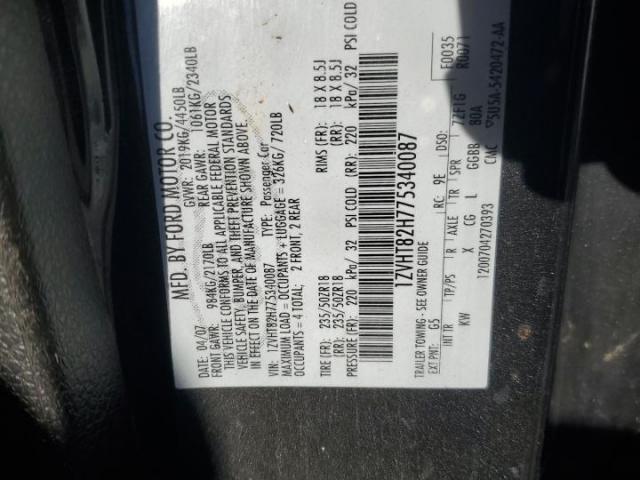 MFD. BY FORD MOTOR CO.
DATE: 04/07 GVWR: 2019KG/4450LB
FRONT GAWR: 984KG/2170LB REAR GAWR: 1061KG/2340LB
THIS VEHICLE CONFORMS TO ALL APPLICABLE FEDERAL MOTOR
VEHICLE SAFETY, BUMPER, AND THEFT PREVENTION STANDARDS
IN EFFECT ON THE DATE OF MANUFACTURE SHOWN ABOVE.
VIN: 1ZVHT82H775340087 TYPE: Passenger Car
MAXIMUM LOAD = OCCUPANTS + LUGGAGE = 326KG/ 720LB
OCCUPANTS = 4 TOTAL: 2 FRONT, 2 REAR
TIRE (FR): 235/50ZR18 RIMS (FR): 18 X 8.5J
(RR): 235/50ZR18 (RR): 18 X 8.5J
PRESSURE (FR): 220 kPa/ 32 PSI COLD (RR): 220 kPa/ 32 PSI COLD
1ZVHT82H775340087
TRAILER TOWING - SEE OWNER GUIDE
EXT PNT: G5 RC: 9E DSO: F0035
R0071
INT TR TP/PS R AXLE TR SPR 72F1G
KW X CG L GGBB BOA
1200704270393 CMC 5U5A-5420472-AA